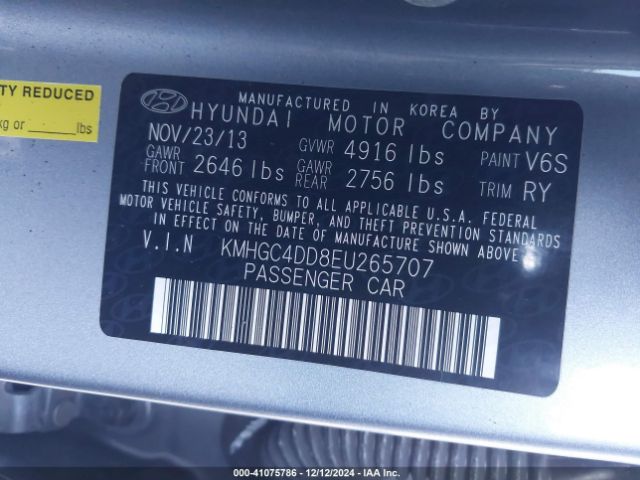 TY REDUCED
kg or ______lbs
MANUFACTURED IN KOREA BY
HYUNDAI MOTOR COMPANY
NOV/23/13 GVWR 4916 lbs PAINT V6S
GAWR FRONT 2646 lbs GAWR REAR 2756 lbs TRIM RY
THIS VEHICLE CONFORMS TO ALL APPLICABLE U.S.A. FEDERAL
MOTOR VEHICLE SAFETY, BUMPER, AND THEFT PREVENTION STANDARDS
IN EFFECT ON THE DATE OF MANUFACTURE SHOWN ABOVE
V.I.N KMHGC4DD8EU265707
PASSENGER CAR
000-41075786 - 12/12/2024 - IAA Inc.